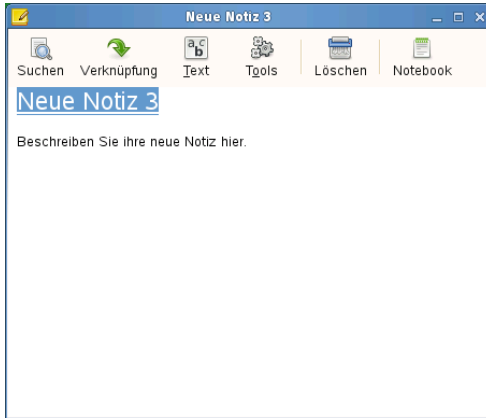 Neue Notiz 3
Suchen Verknüpfung Text Tools Löschen Notebook
Neue Notiz 3
Beschreiben Sie ihre neue Notiz hier.